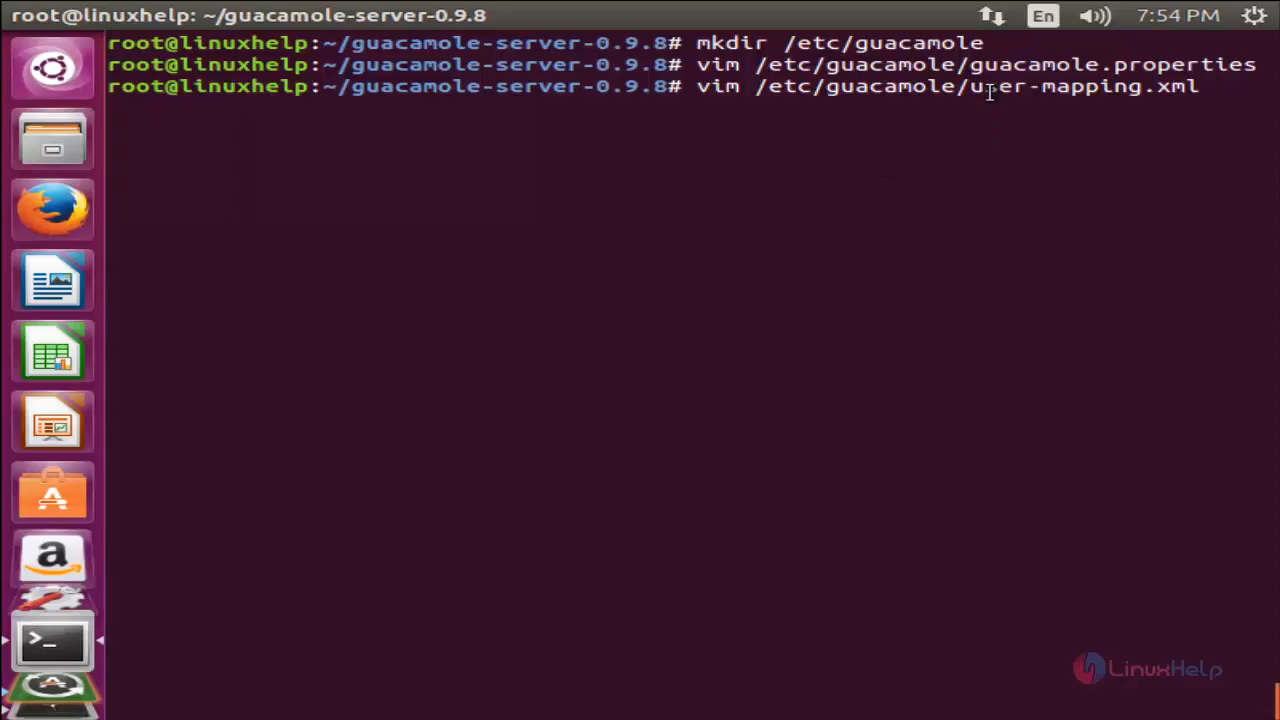 root@linuxhelp: ~/guacamole-server-0.9.8
En
7:54 PM
root@linuxhelp:~/guacamole-server-0.9.8# mkdir /etc/guacamole
root@linuxhelp:~/guacamole-server-0.9.8# vim /etc/guacamole/guacamole.properties
root@linuxhelp:~/guacamole-server-0.9.8# vim /etc/guacamole/user-mapping.xml
LinuxHelp